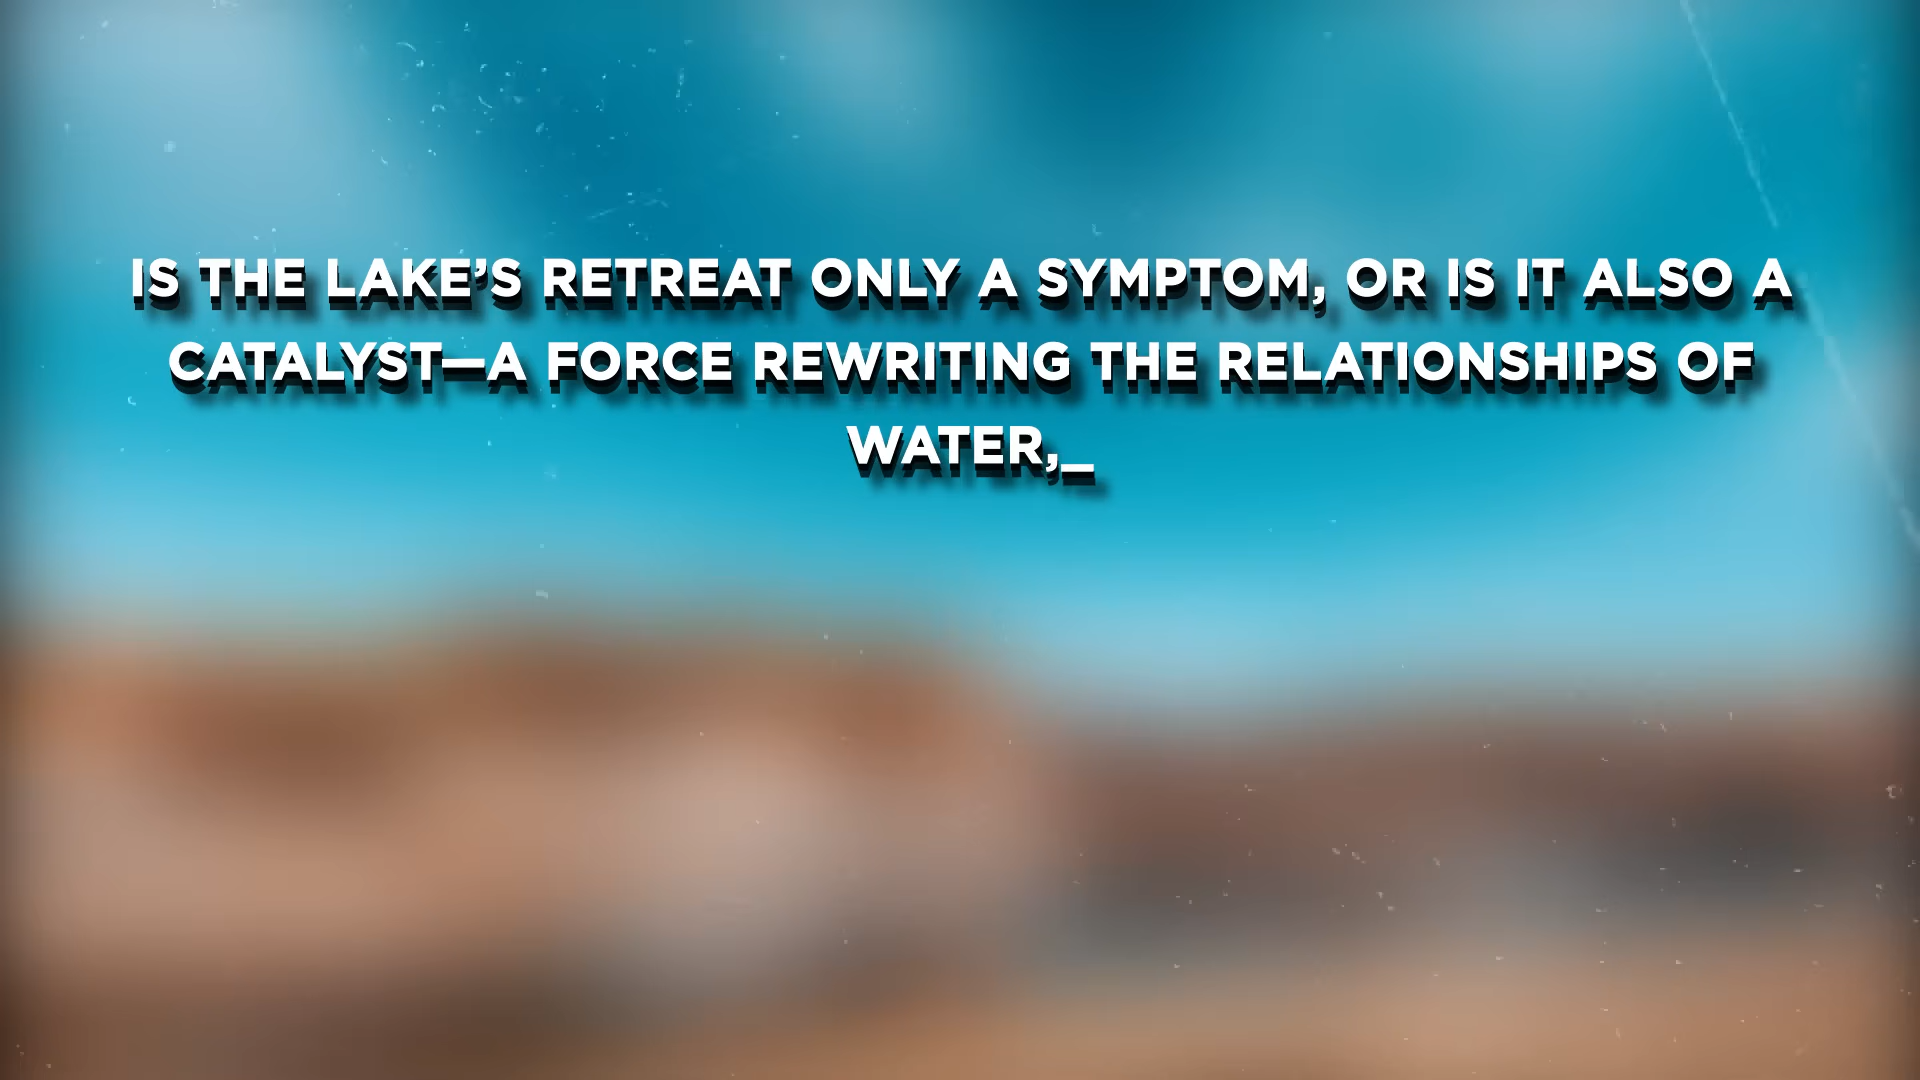 IS THE LAKE’S RETREAT ONLY A SYMPTOM, OR IS IT ALSO A
CATALYST—A FORCE REWRITING THE RELATIONSHIPS OF
WATER,_